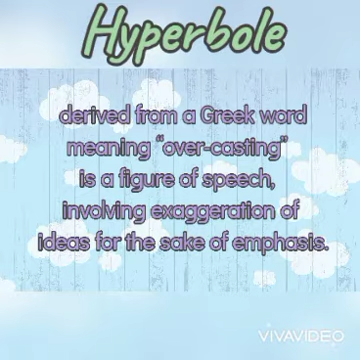 Hyperbole
derived from a Greek word
meaning “over-casting”
is a figure of speech,
involving exaggeration of
ideas for the sake of emphasis.
VIVAVIDEO